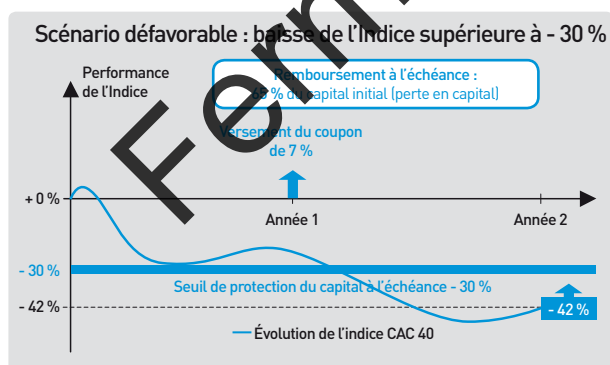 Scénario défavorable : baisse de l'Indice supérieure à - 30 %
Performance
de l'Indice
Remboursement à l'échéance :
65 % du capital initial (perte en capital)
Versement du coupon
de 7 %
+ 0 %
Année 1
Année 2
- 30 %
Seuil de protection du capital à l'échéance - 30 %
- 42 %
- 42 %
Évolution de l'indice CAC 40
Ferm